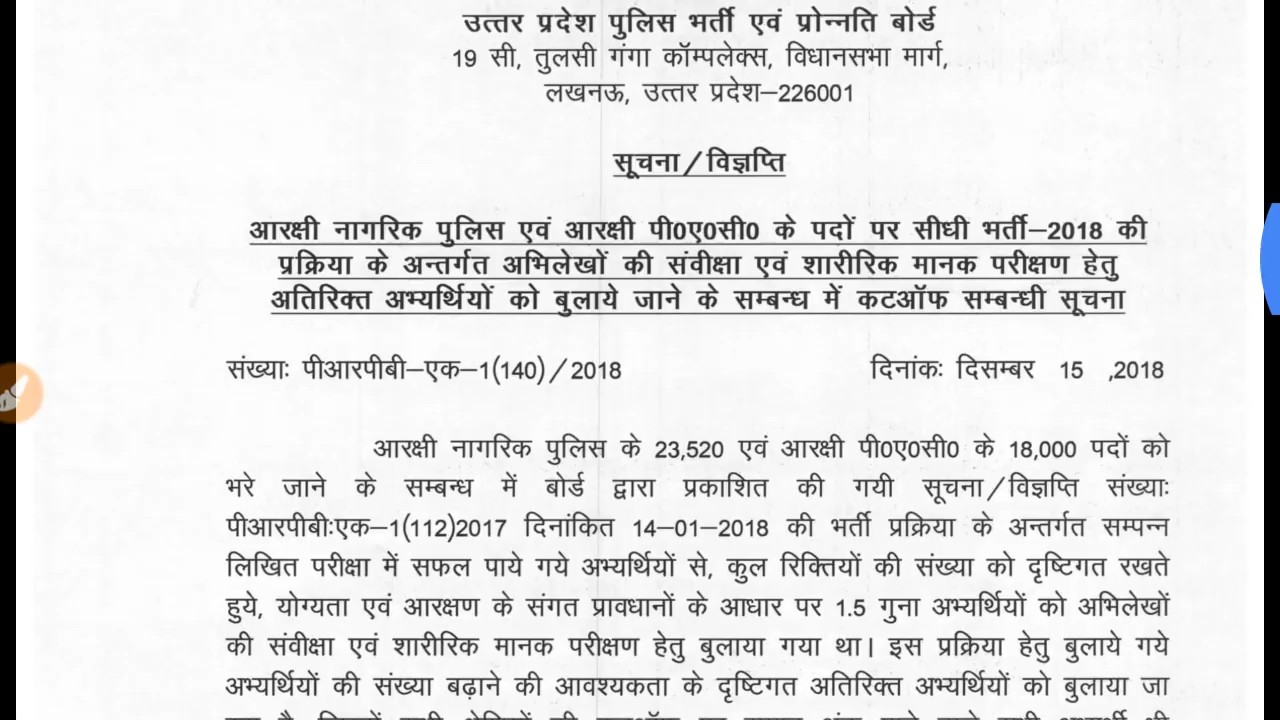 उत्तर प्रदेश पुलिस भर्ती एवं प्रोन्नति बोर्ड
19 सी, तुलसी गंगा कॉम्पलेक्स, विधानसभा मार्ग,
लखनऊ, उत्तर प्रदेश–226001
सूचना/विज्ञप्ति
आरक्षी नागरिक पुलिस एवं आरक्षी पी0ए0सी0 के पदों पर सीधी भर्ती–2018 की
प्रक्रिया के अन्तर्गत अभिलेखों की संवीक्षा एवं शारीरिक मानक परीक्षण हेतु
अतिरिक्त अभ्यर्थियों को बुलाये जाने के सम्बन्ध में कटऑफ सम्बन्धी सूचना
संख्याः पीआरपीबी–एक–1(140)/2018 दिनांकः दिसम्बर 15 ,2018
आरक्षी नागरिक पुलिस के 23,520 एवं आरक्षी पी0ए0सी0 के 18,000 पदों को
भरे जाने के सम्बन्ध में बोर्ड द्वारा प्रकाशित की गयी सूचना/विज्ञप्ति संख्याः
पीआरपीबीःएक–1(112)2017 दिनांकित 14–01–2018 की भर्ती प्रक्रिया के अन्तर्गत सम्पन्न
लिखित परीक्षा में सफल पाये गये अभ्यर्थियों से, कुल रिक्तियों की संख्या को दृष्टिगत रखते
हुये, योग्यता एवं आरक्षण के संगत प्रावधानों के आधार पर 1.5 गुना अभ्यर्थियों को अभिलेखों
की संवीक्षा एवं शारीरिक मानक परीक्षण हेतु बुलाया गया था। इस प्रक्रिया हेतु बुलाये गये
अभ्यर्थियों की संख्या बढ़ाने की आवश्यकता के दृष्टिगत अतिरिक्त अभ्यर्थियों को बुलाया जा